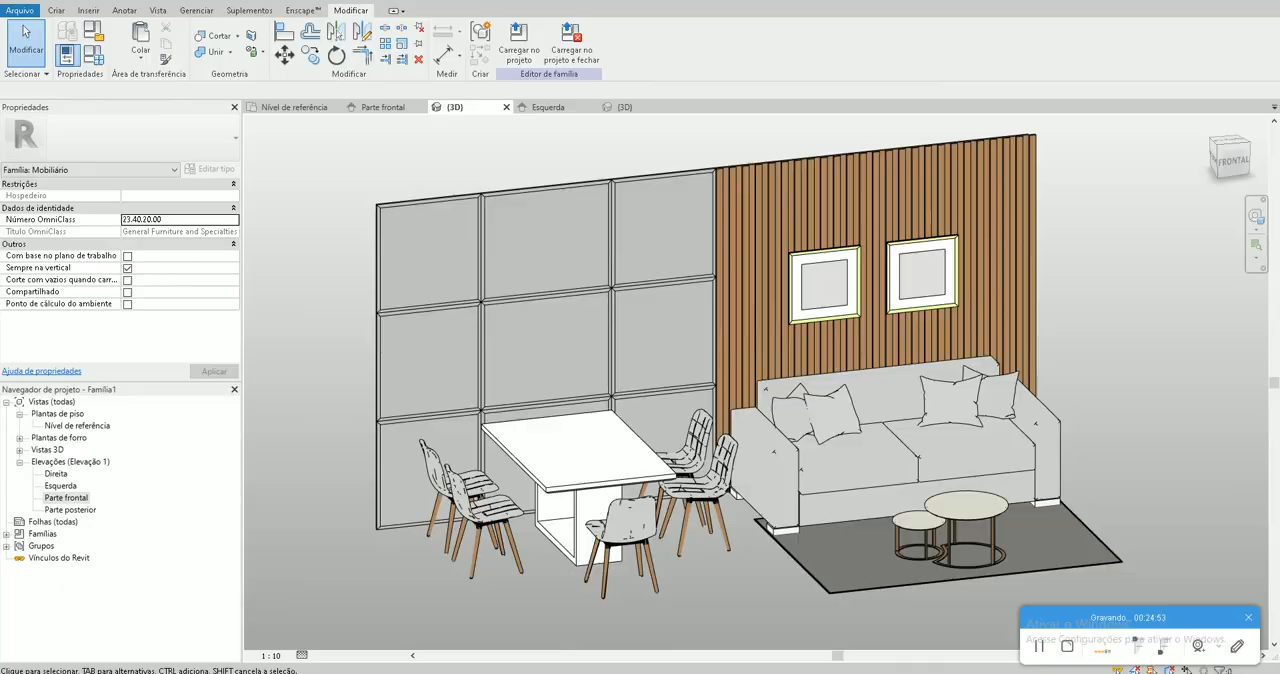 Arquivo Criar Inserir Anotar Vista Gerenciar Suplementos Enscape™ Modificar
Modificar
Colar
Cortar
Unir
Carregar no projeto
Carregar no projeto e fechar
Selecionar Propriedades Área de transferência Geometria Modificar Medir Criar Editor de família
Propriedades
Nível de referência Parte frontal {3D} Esquerda {3D}
R
FRONTAL
Família: Mobiliário Editar tipo
Restrições
Hospedeiro
Dados de identidade
Número OmniClass 23.40.20.00
Título OmniClass General Furniture and Specialties
Outros
Com base no plano de trabalho
Sempre na vertical
Corte com vazios quando carr...
Compartilhado
Ponto de cálculo do ambiente
Ajuda de propriedades Aplicar
Navegador de projeto - Família1
Vistas (todas)
Plantas de piso
Nível de referência
Plantas de forro
Vistas 3D
Elevações (Elevação 1)
Direita
Esquerda
Parte frontal
Parte posterior
Folhas (todas)
Famílias
Grupos
Vínculos do Revit
Gravando... 00:24:53
Ativar o Windows
Acesse Configurações para ativar o Windows.
1 : 10
Clique para selecionar, TAB para alternativas, CTRL adiciona, SHIFT cancela a seleção.
:0